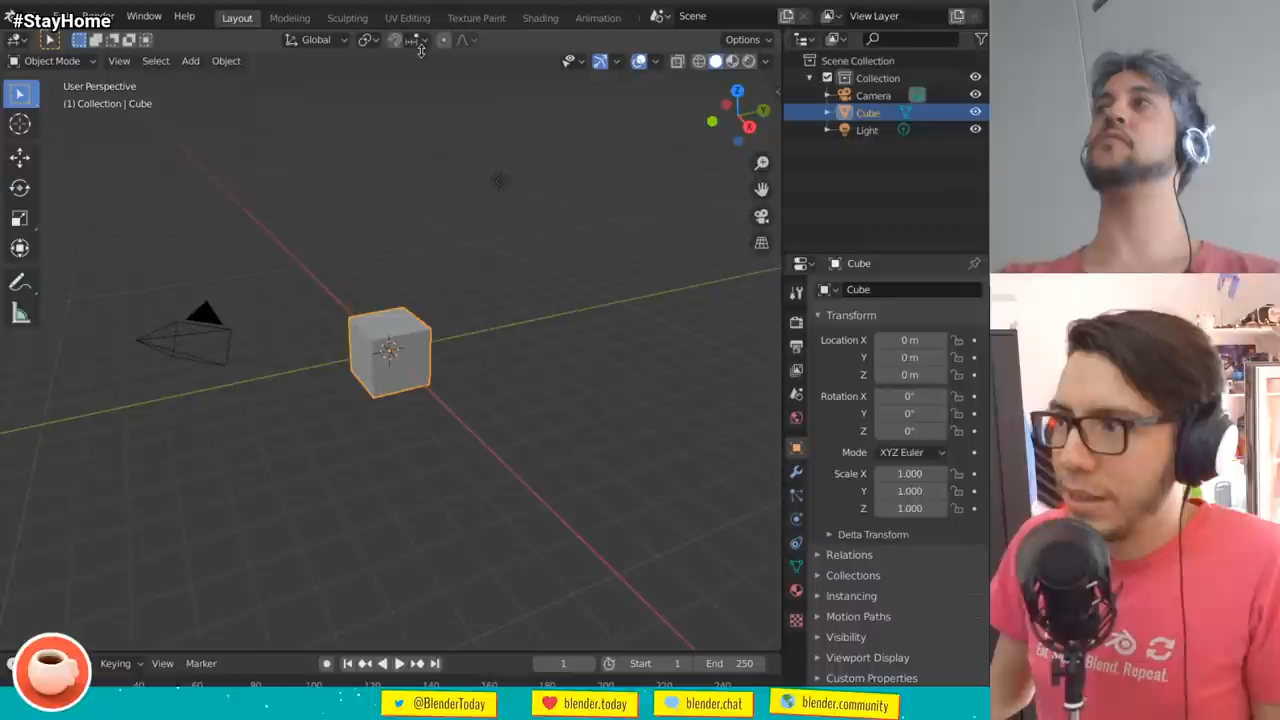 #StayHome
Window Help Layout Modeling Sculpting UV Editing Texture Paint Shading Animation Scene View Layer
Global Options
Object Mode View Select Add Object
User Perspective
(1) Collection | Cube
Z
Y
X
Scene Collection
Collection
Camera
Cube
Light
Cube
Cube
Transform
Location X 0 m
Y 0 m
Z 0 m
Rotation X 0°
Y 0°
Z 0°
Mode XYZ Euler
Scale X 1.000
Y 1.000
Z 1.000
Delta Transform
Relations
Collections
Instancing
Motion Paths
Visibility
Viewport Display
Custom Properties
Keying View Marker 1 Start 1 End 250
@BlenderToday blender.today blender.chat blender.community
Blend. Repeat.